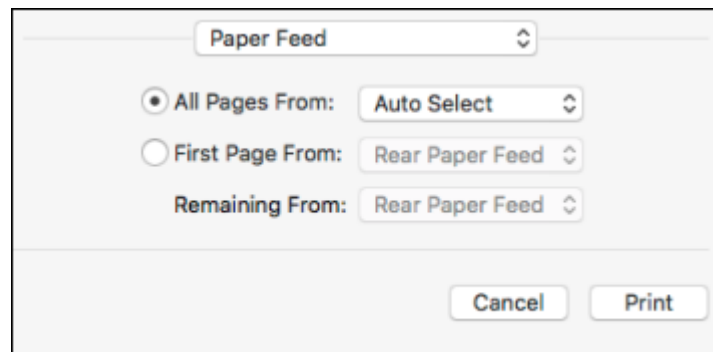 Paper Feed
All Pages From: Auto Select
First Page From: Rear Paper Feed
Remaining From: Rear Paper Feed
Cancel Print